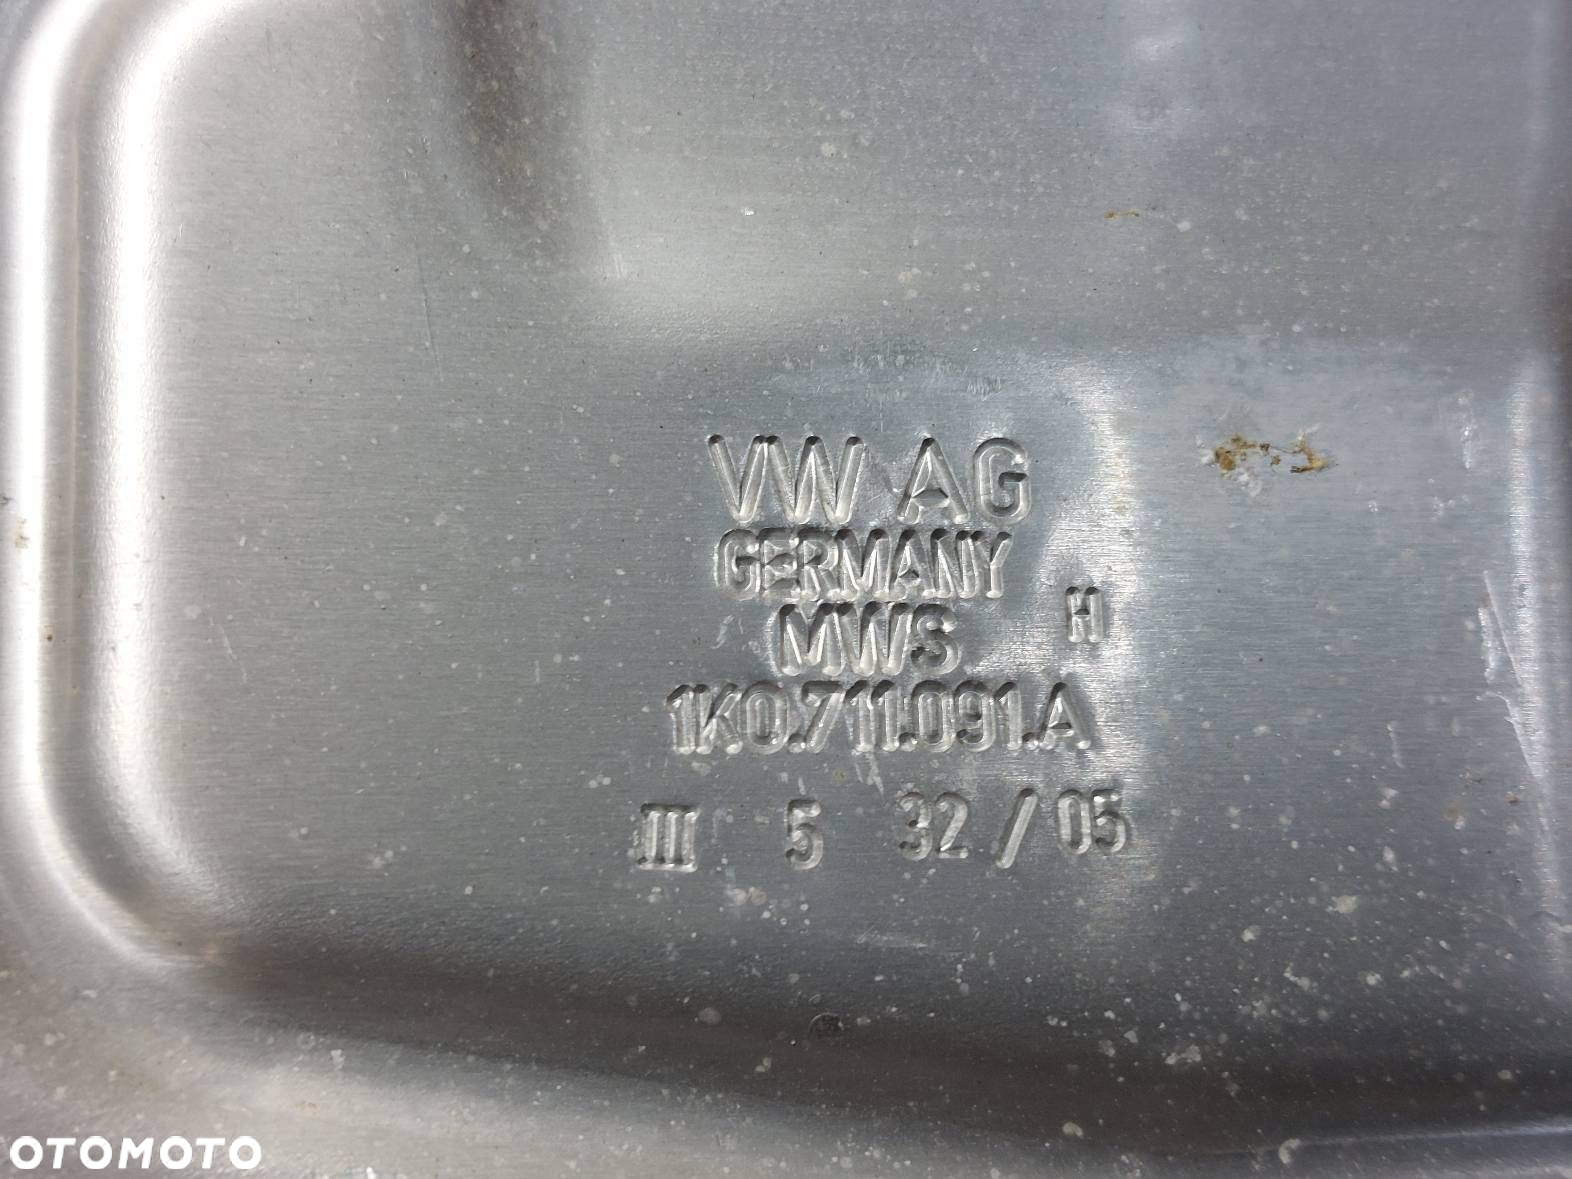 VW AG
GERMANY
MWS H
1K0.711.091.A
III 5 32/05
OTOMOTO